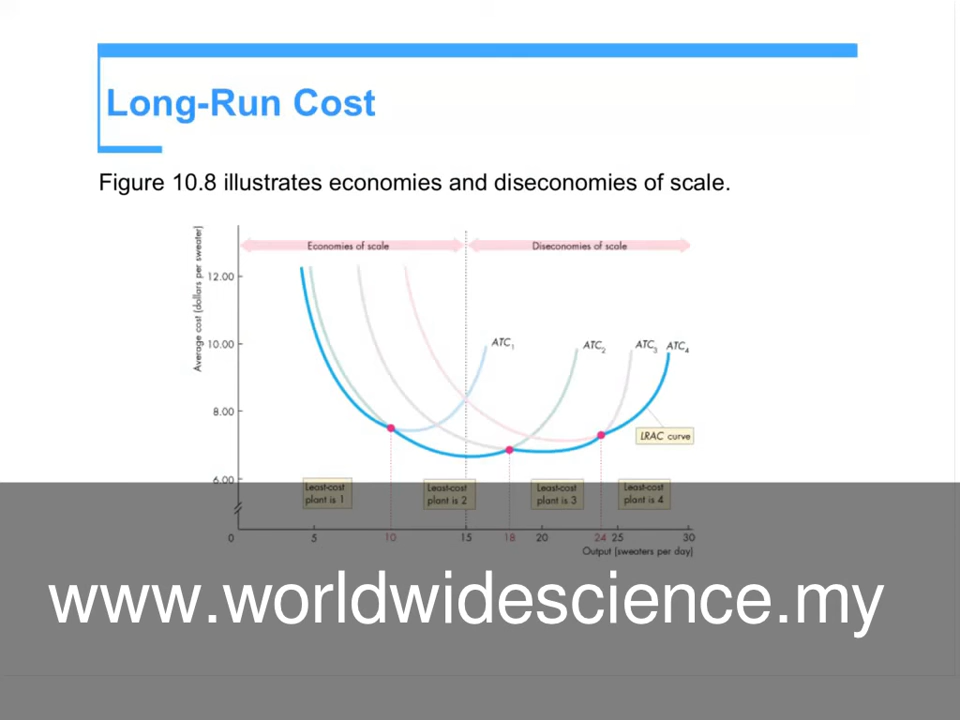 Long-Run Cost
Figure 10.8 illustrates economies and diseconomies of scale.
Average cost (dollars per sweater)
Economies of scale
Diseconomies of scale
12.00
10.00
8.00
6.00
0
ATC1
ATC2
ATC3
ATC4
LRAC curve
Least-cost
plant is 1
Least-cost
plant is 2
Least-cost
plant is 3
Least-cost
plant is 4
5
10
15
18
20
24
25
30
Output (sweaters per day)
www.worldwidescience.my